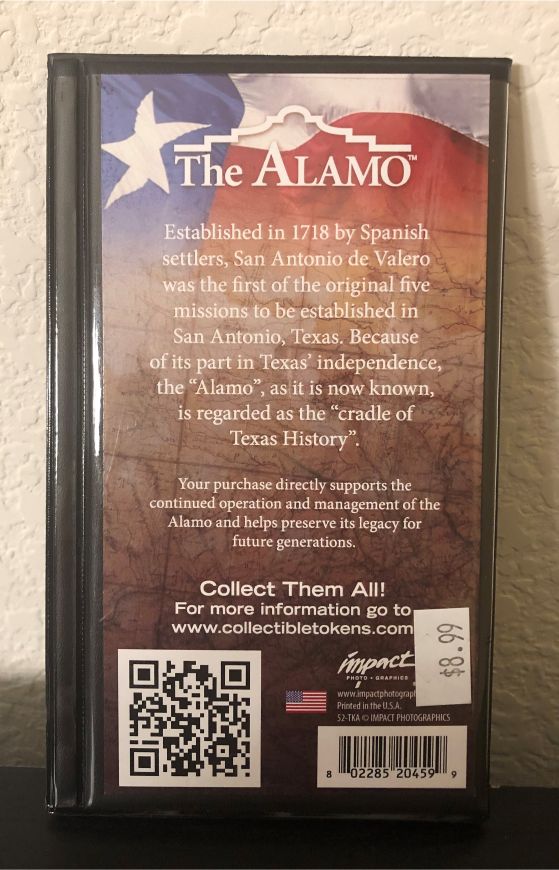 The ALAMO™
Established in 1718 by Spanish
settlers, San Antonio de Valero
was the first of the original five
missions to be established in
San Antonio, Texas. Because
of its part in Texas' independence,
the “Alamo”, as it is now known,
is regarded as the “cradle of
Texas History”.
Your purchase directly supports the
continued operation and management of the
Alamo and helps preserve its legacy for
future generations.
Collect Them All!
For more information go to
www.collectibletokens.com
$8.99
impact
PHOTO • GRAPHICS
www.impactphotograp
Printed in the U.S.A.
52-TKA © IMPACT PHOTOGRAPHICS
8 02285 20459 9